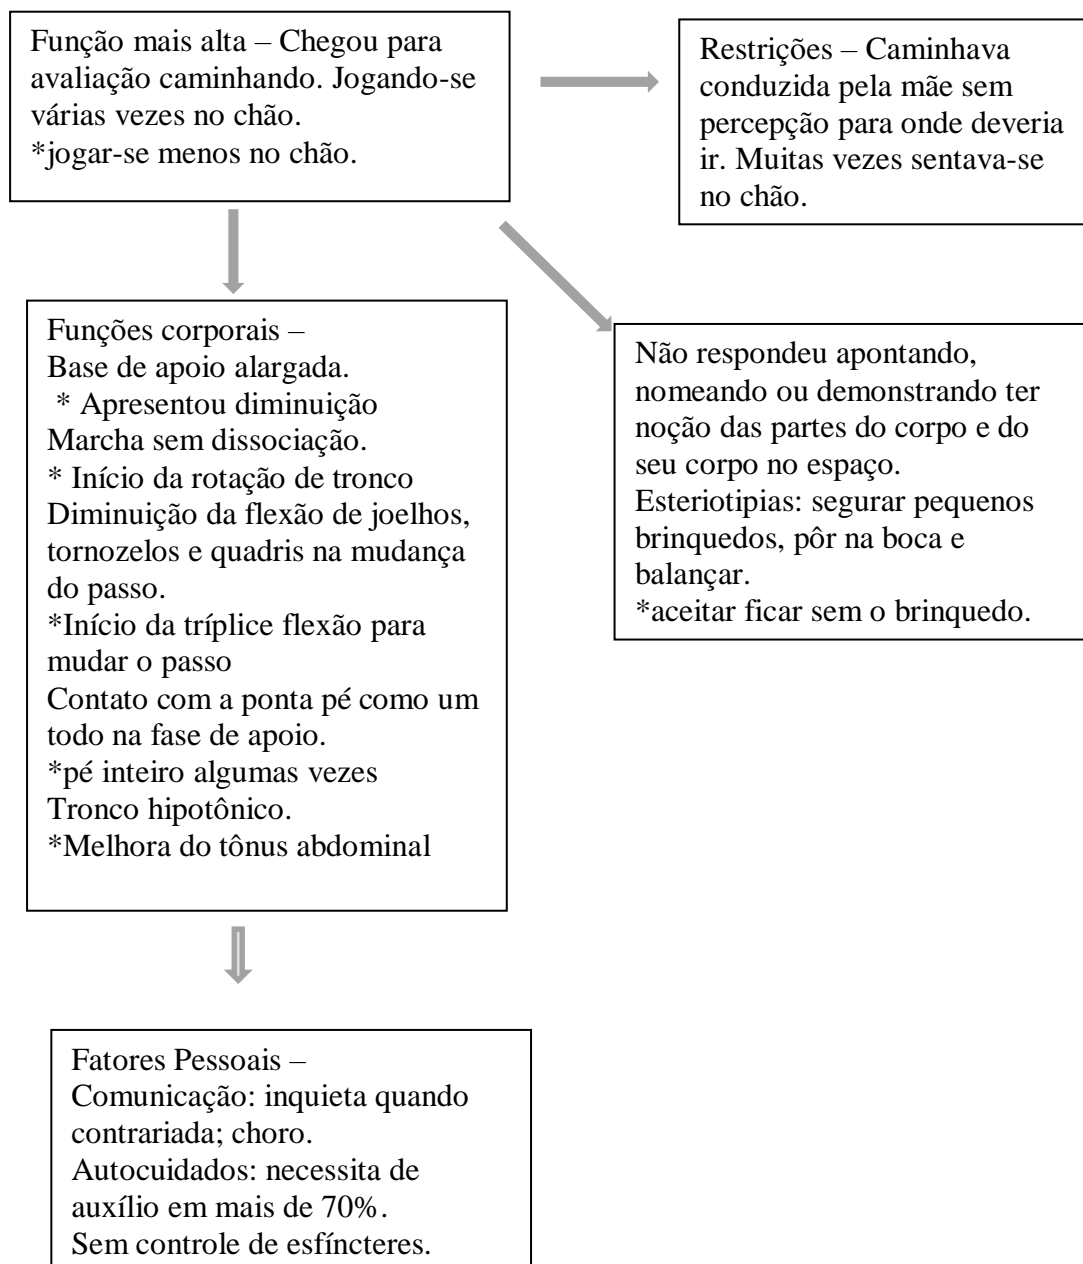 Função mais alta – Chegou para
avaliação caminhando. Jogando-se
várias vezes no chão.
*jogar-se menos no chão.
Restrições – Caminhava
conduzida pela mãe sem
percepção para onde deveria
ir. Muitas vezes sentava-se
no chão.
Funções corporais –
Base de apoio alargada.
* Apresentou diminuição
Marcha sem dissociação.
* Início da rotação de tronco
Diminuição da flexão de joelhos,
tornozelos e quadris na mudança
do passo.
*Início da tríplice flexão para
mudar o passo
Contato com a ponta pé como um
todo na fase de apoio.
*pé inteiro algumas vezes
Tronco hipotônico.
*Melhora do tônus abdominal
Não respondeu apontando,
nomeando ou demonstrando ter
noção das partes do corpo e do
seu corpo no espaço.
Esteriotipias: segurar pequenos
brinquedos, pôr na boca e
balançar.
*aceitar ficar sem o brinquedo.
Fatores Pessoais –
Comunicação: inquieta quando
contrariada; choro.
Autocuidados: necessita de
auxílio em mais de 70%.
Sem controle de esfíncteres.